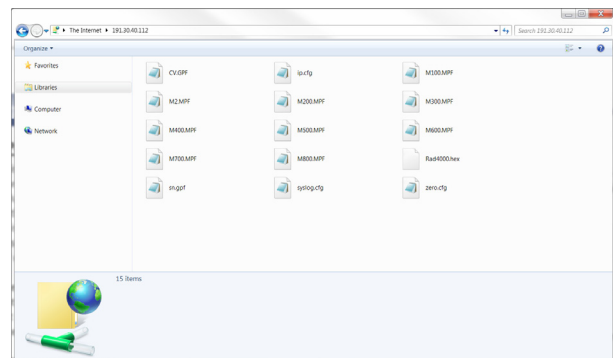 The Internet ▸ 191.30.40.112
Search 191.30.40.112
Organize
Favorites
Libraries
Computer
Network
CV.GPF ip.cfg M100.MPF
M2.MPF M200.MPF M300.MPF
M400.MPF M500.MPF M600.MPF
M700.MPF M800.MPF Rad4000.hex
sn.gpf syslog.cfg zero.cfg
15 items